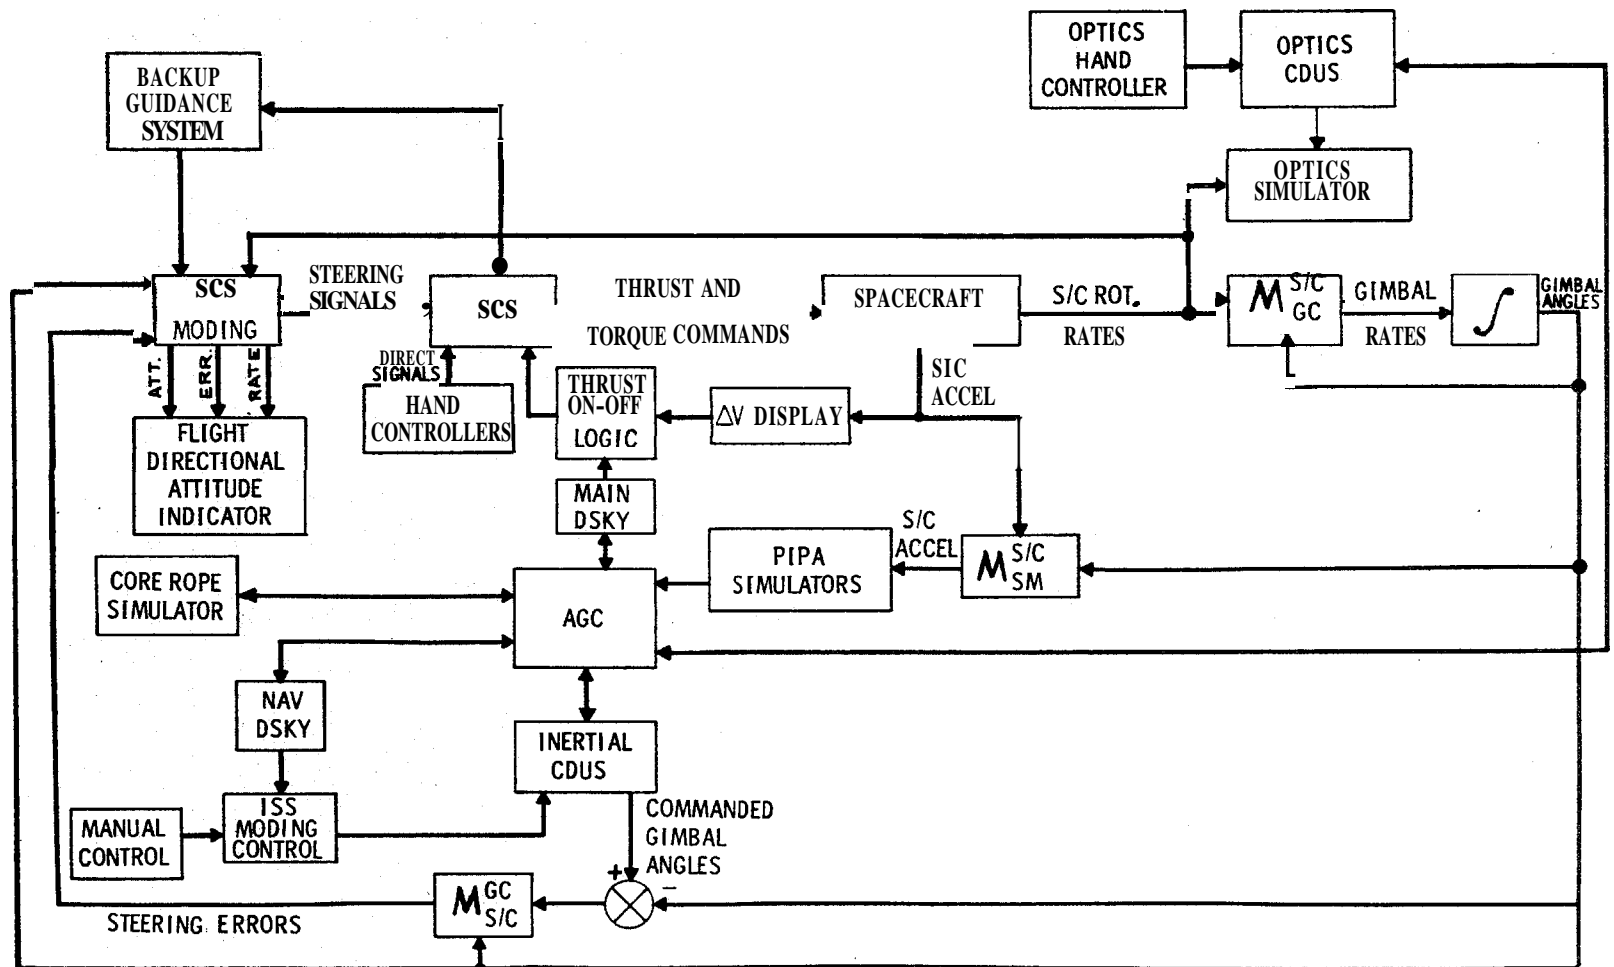 OPTICS
HAND
CONTROLLER
OPTICS
CDUS
BACKUP
GUIDANCE
SYSTEM
OPTICS
SIMULATOR
SCS
MODING
STEERING
SIGNALS
SCS
THRUST AND
TORQUE COMMANDS
SPACECRAFT
S/C ROT.
RATES
M S/C
GC
GIMBAL
RATES
∫
GIMBAL
ANGLES
ATT.
ERR.
RATE
DIRECT
SIGNALS
HAND
CONTROLLERS
THRUST
ON-OFF
LOGIC
ΔV DISPLAY
SIC
ACCEL
FLIGHT
DIRECTIONAL
ATTITUDE
INDICATOR
MAIN
DSKY
CORE ROPE
SIMULATOR
AGC
PIPA
SIMULATORS
S/C
ACCEL
M S/C
SM
NAV
DSKY
INERTIAL
CDUS
MANUAL
CONTROL
ISS
MODING
CONTROL
COMMANDED
GIMBAL
ANGLES
+
−
M GC
S/C
STEERING ERRORS